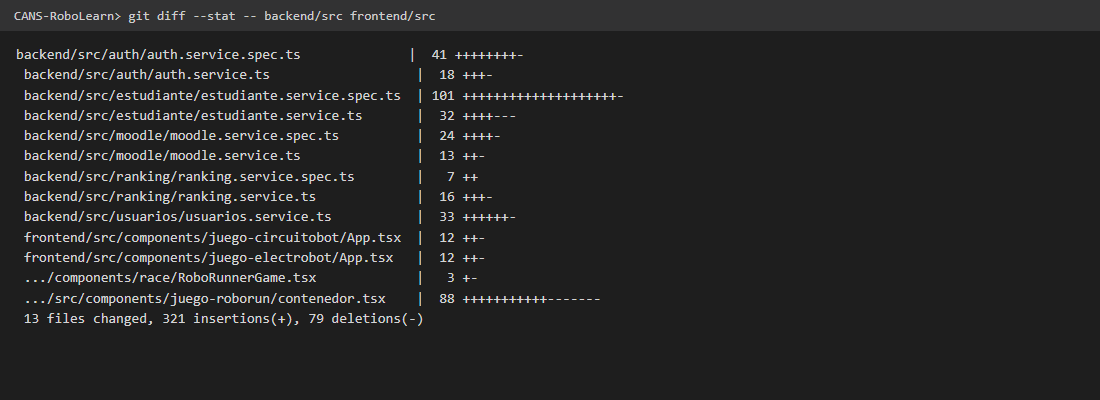 CANS-RoboLearn> git diff --stat -- backend/src frontend/src
backend/src/auth/auth.service.spec.ts | 41 ++++++++-
backend/src/auth/auth.service.ts | 18 +++-
backend/src/estudiante/estudiante.service.spec.ts | 101 ++++++++++++++++++++-
backend/src/estudiante/estudiante.service.ts | 32 ++++---
backend/src/moodle/moodle.service.spec.ts | 24 ++++-
backend/src/moodle/moodle.service.ts | 13 ++-
backend/src/ranking/ranking.service.spec.ts | 7 ++
backend/src/ranking/ranking.service.ts | 16 +++-
backend/src/usuarios/usuarios.service.ts | 33 ++++++-
frontend/src/components/juego-circuitobot/App.tsx | 12 ++-
frontend/src/components/juego-electrobot/App.tsx | 12 ++-
.../components/race/RoboRunnerGame.tsx | 3 +-
.../src/components/juego-roborun/contenedor.tsx | 88 +++++++++++-------
13 files changed, 321 insertions(+), 79 deletions(-)